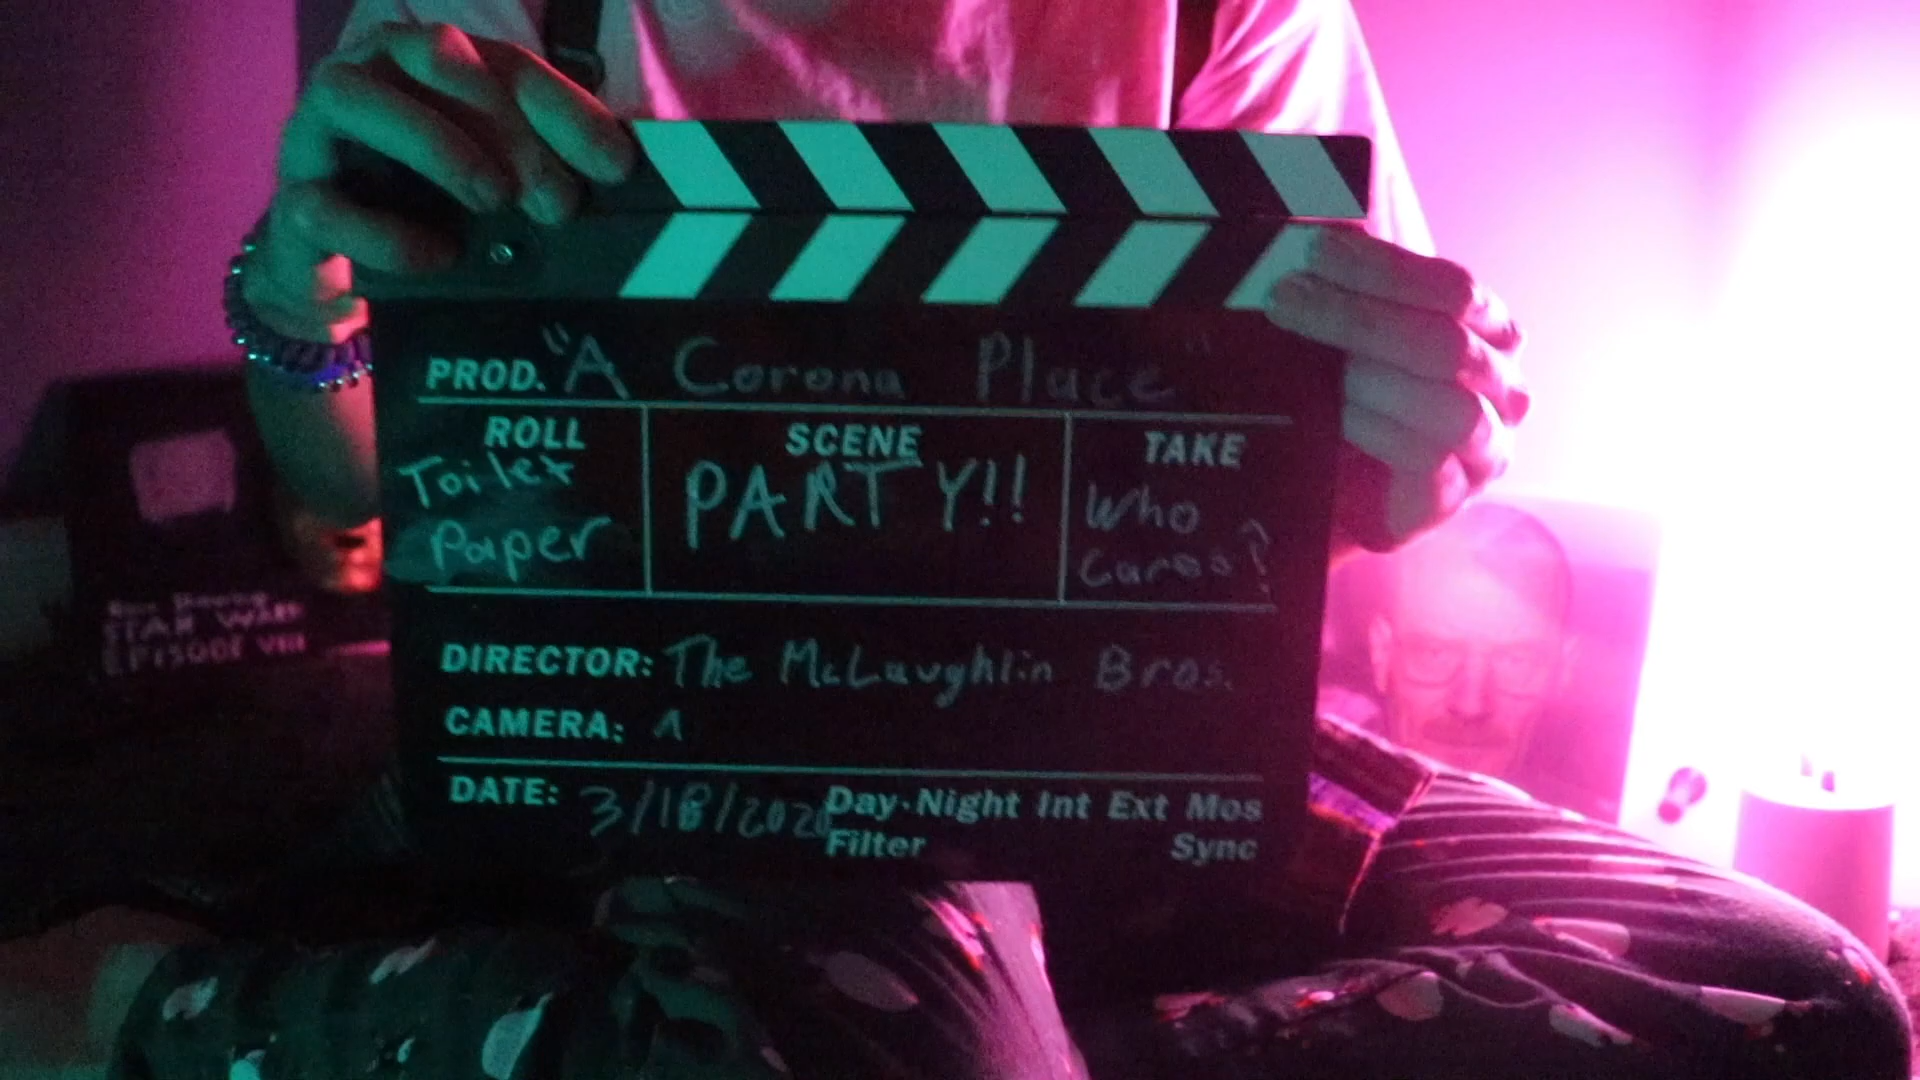 PROD. "A Corona Place"
ROLL
Toilet
Paper
SCENE
PARTY!!
TAKE
Who
Cares?!
DIRECTOR: The McLaughlin Bros.
CAMERA: 1
DATE: 3/18/2020
Day·Night Int Ext Mos
Filter Sync
STAR WARS
EPISODE VIII